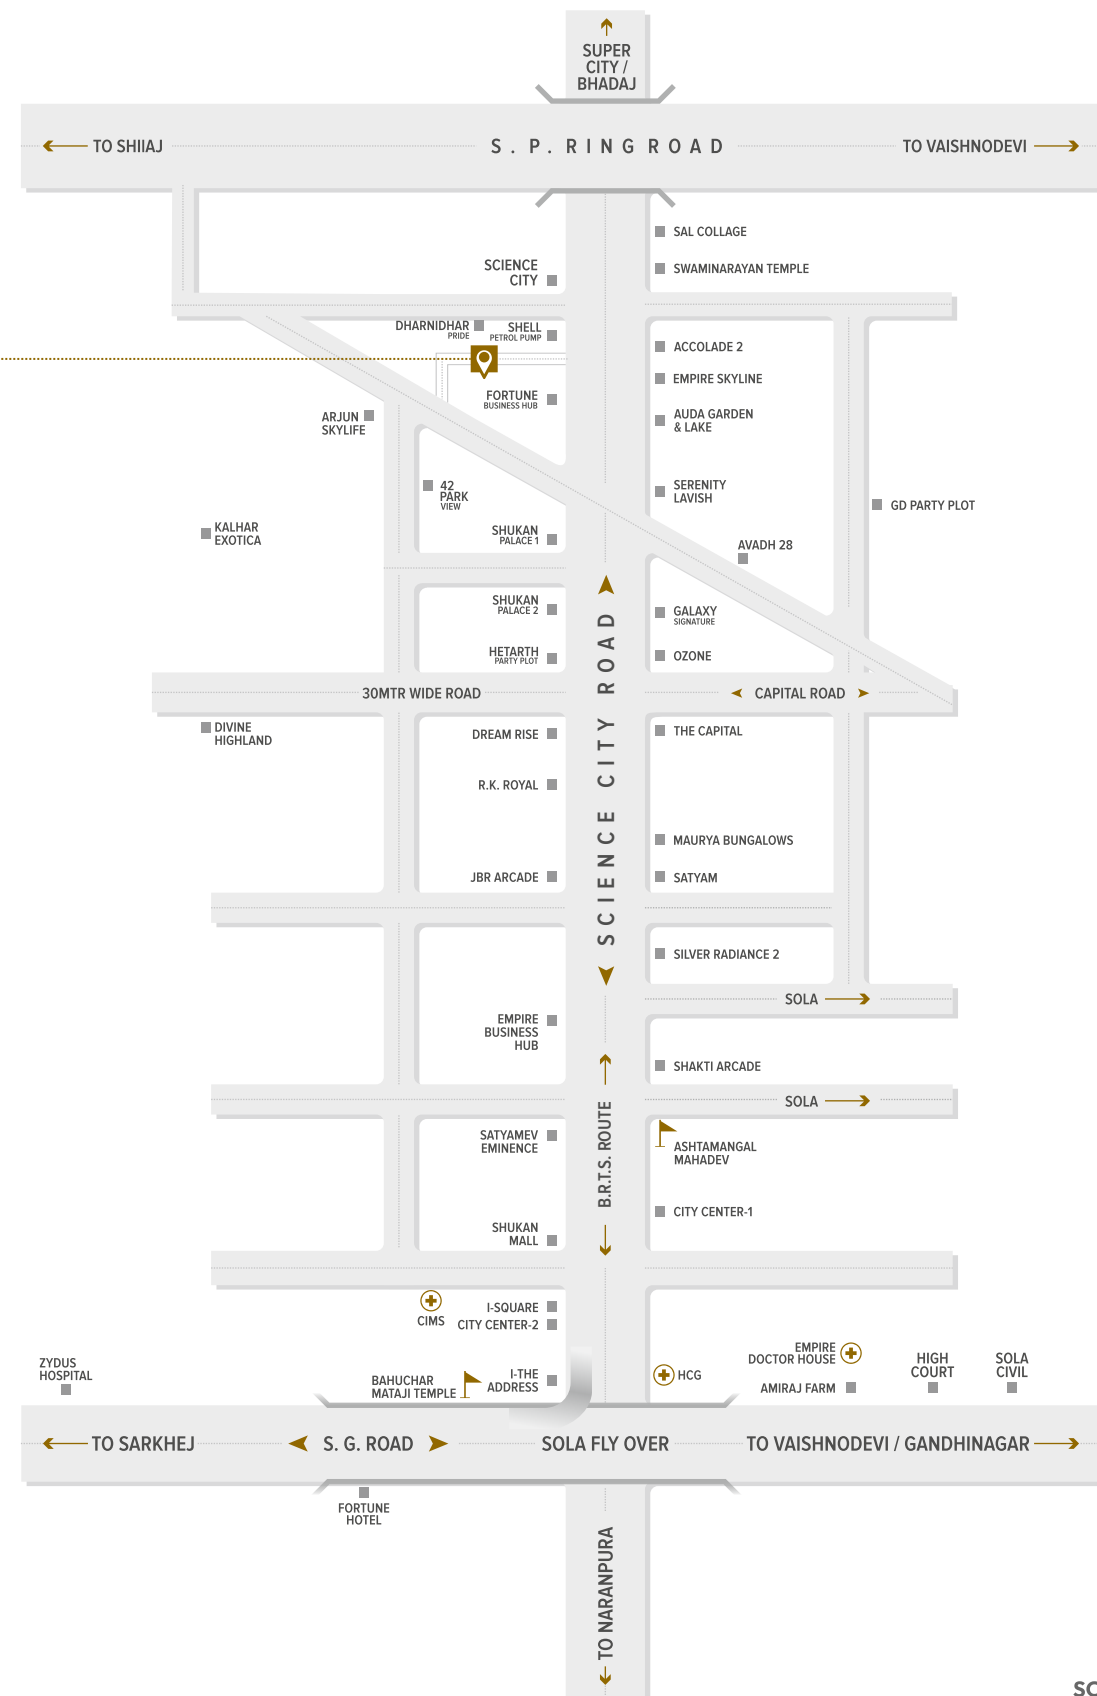 SUPER
CITY /
BHADAJ
TO SHIIAJ
S. P. RING ROAD
TO VAISHNODEVI
SAL COLLAGE
SCIENCE
CITY
SWAMINARAYAN TEMPLE
DHARNIDHAR
PRIDE
SHELL
PETROL PUMP
ACCOLADE 2
EMPIRE SKYLINE
FORTUNE
BUSINESS HUB
ARJUN
SKYLIFE
AUDA GARDEN
& LAKE
42
PARK
VIEW
SERENITY
LAVISH
GD PARTY PLOT
KALHAR
EXOTICA
SHUKAN
PALACE 1
AVADH 28
SHUKAN
PALACE 2
GALAXY
SIGNATURE
HETARTH
PARTY PLOT
OZONE
SCIENCE CITY ROAD
30MTR WIDE ROAD
CAPITAL ROAD
DIVINE
HIGHLAND
DREAM RISE
THE CAPITAL
R.K. ROYAL
MAURYA BUNGALOWS
JBR ARCADE
SATYAM
SILVER RADIANCE 2
SOLA
EMPIRE
BUSINESS
HUB
SHAKTI ARCADE
SOLA
B.R.T.S. ROUTE
SATYAMEV
EMINENCE
ASHTAMANGAL
MAHADEV
CITY CENTER-1
SHUKAN
MALL
CIMS
I-SQUARE
CITY CENTER-2
ZYDUS
HOSPITAL
BAHUCHAR
MATAJI TEMPLE
I-THE
ADDRESS
HCG
EMPIRE
DOCTOR HOUSE
AMIRAJ FARM
HIGH
COURT
SOLA
CIVIL
TO SARKHEJ
S. G. ROAD
SOLA FLY OVER
TO VAISHNODEVI / GANDHINAGAR
FORTUNE
HOTEL
TO NARANPURA